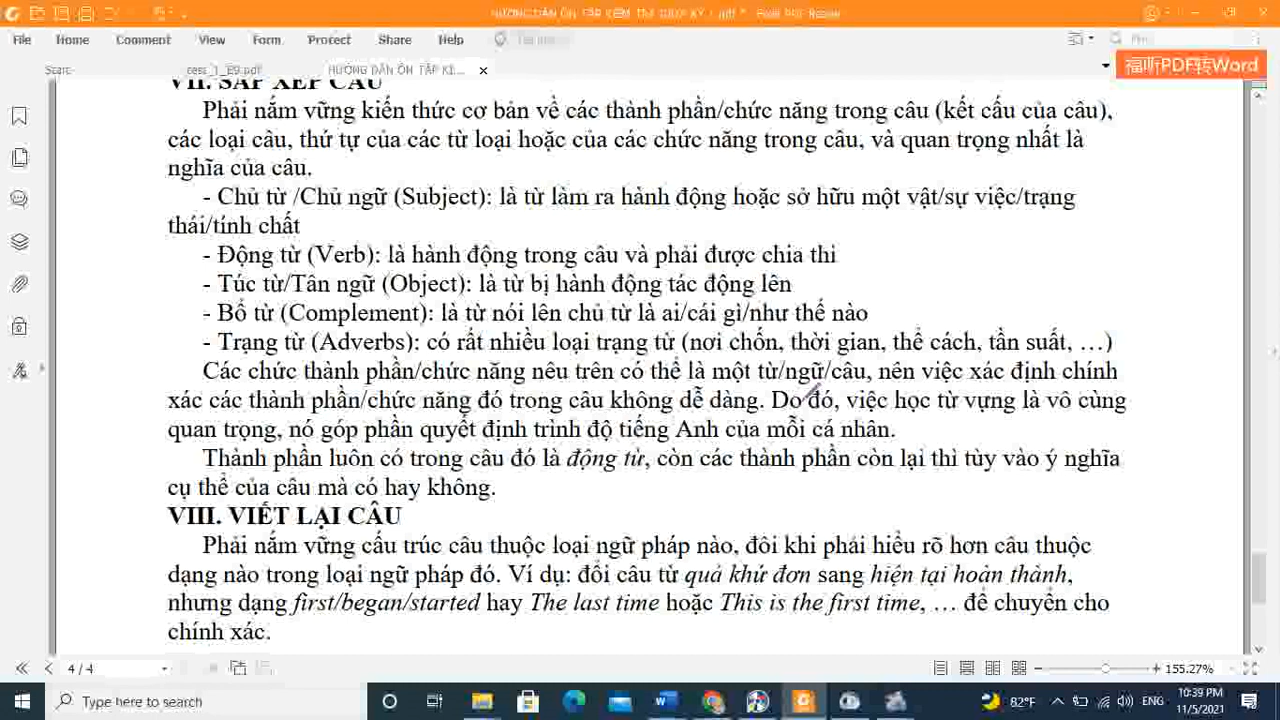 HƯỚNG DẪN ÔN TẬP KIỂM
File Home Comment View Form Protect Share Help
cess_1_E9.pdf HƯỚNG DẪN ÔN TẬP KI...
福昕PDF转Word
VII. SẮP XẾP CÂU
Phải nắm vững kiến thức cơ bản về các thành phần/chức năng trong câu (kết cấu của câu),
các loại câu, thứ tự của các từ loại hoặc của các chức năng trong câu, và quan trọng nhất là
nghĩa của câu.
- Chủ từ /Chủ ngữ (Subject): là từ làm ra hành động hoặc sở hữu một vật/sự việc/trạng
thái/tính chất
- Động từ (Verb): là hành động trong câu và phải được chia thì
- Túc từ/Tân ngữ (Object): là từ bị hành động tác động lên
- Bổ từ (Complement): là từ nói lên chủ từ là ai/cái gì/như thế nào
- Trạng từ (Adverbs): có rất nhiều loại trạng từ (nơi chốn, thời gian, thể cách, tần suất, …)
Các chức thành phần/chức năng nêu trên có thể là một từ/ngữ/câu, nên việc xác định chính
xác các thành phần/chức năng đó trong câu không dễ dàng. Do đó, việc học từ vựng là vô cùng
quan trọng, nó góp phần quyết định trình độ tiếng Anh của mỗi cá nhân.
Thành phần luôn có trong câu đó là động từ, còn các thành phần còn lại thì tùy vào ý nghĩa
cụ thể của câu mà có hay không.
VIII. VIẾT LẠI CÂU
Phải nắm vững cấu trúc câu thuộc loại ngữ pháp nào, đôi khi phải hiểu rõ hơn câu thuộc
dạng nào trong loại ngữ pháp đó. Ví dụ: đổi câu từ quá khứ đơn sang hiện tại hoàn thành,
nhưng dạng first/began/started hay The last time hoặc This is the first time, … để chuyển cho
chính xác.
4 / 4 155.27%
Type here to search 82°F ENG 10:39 PM
11/5/2021